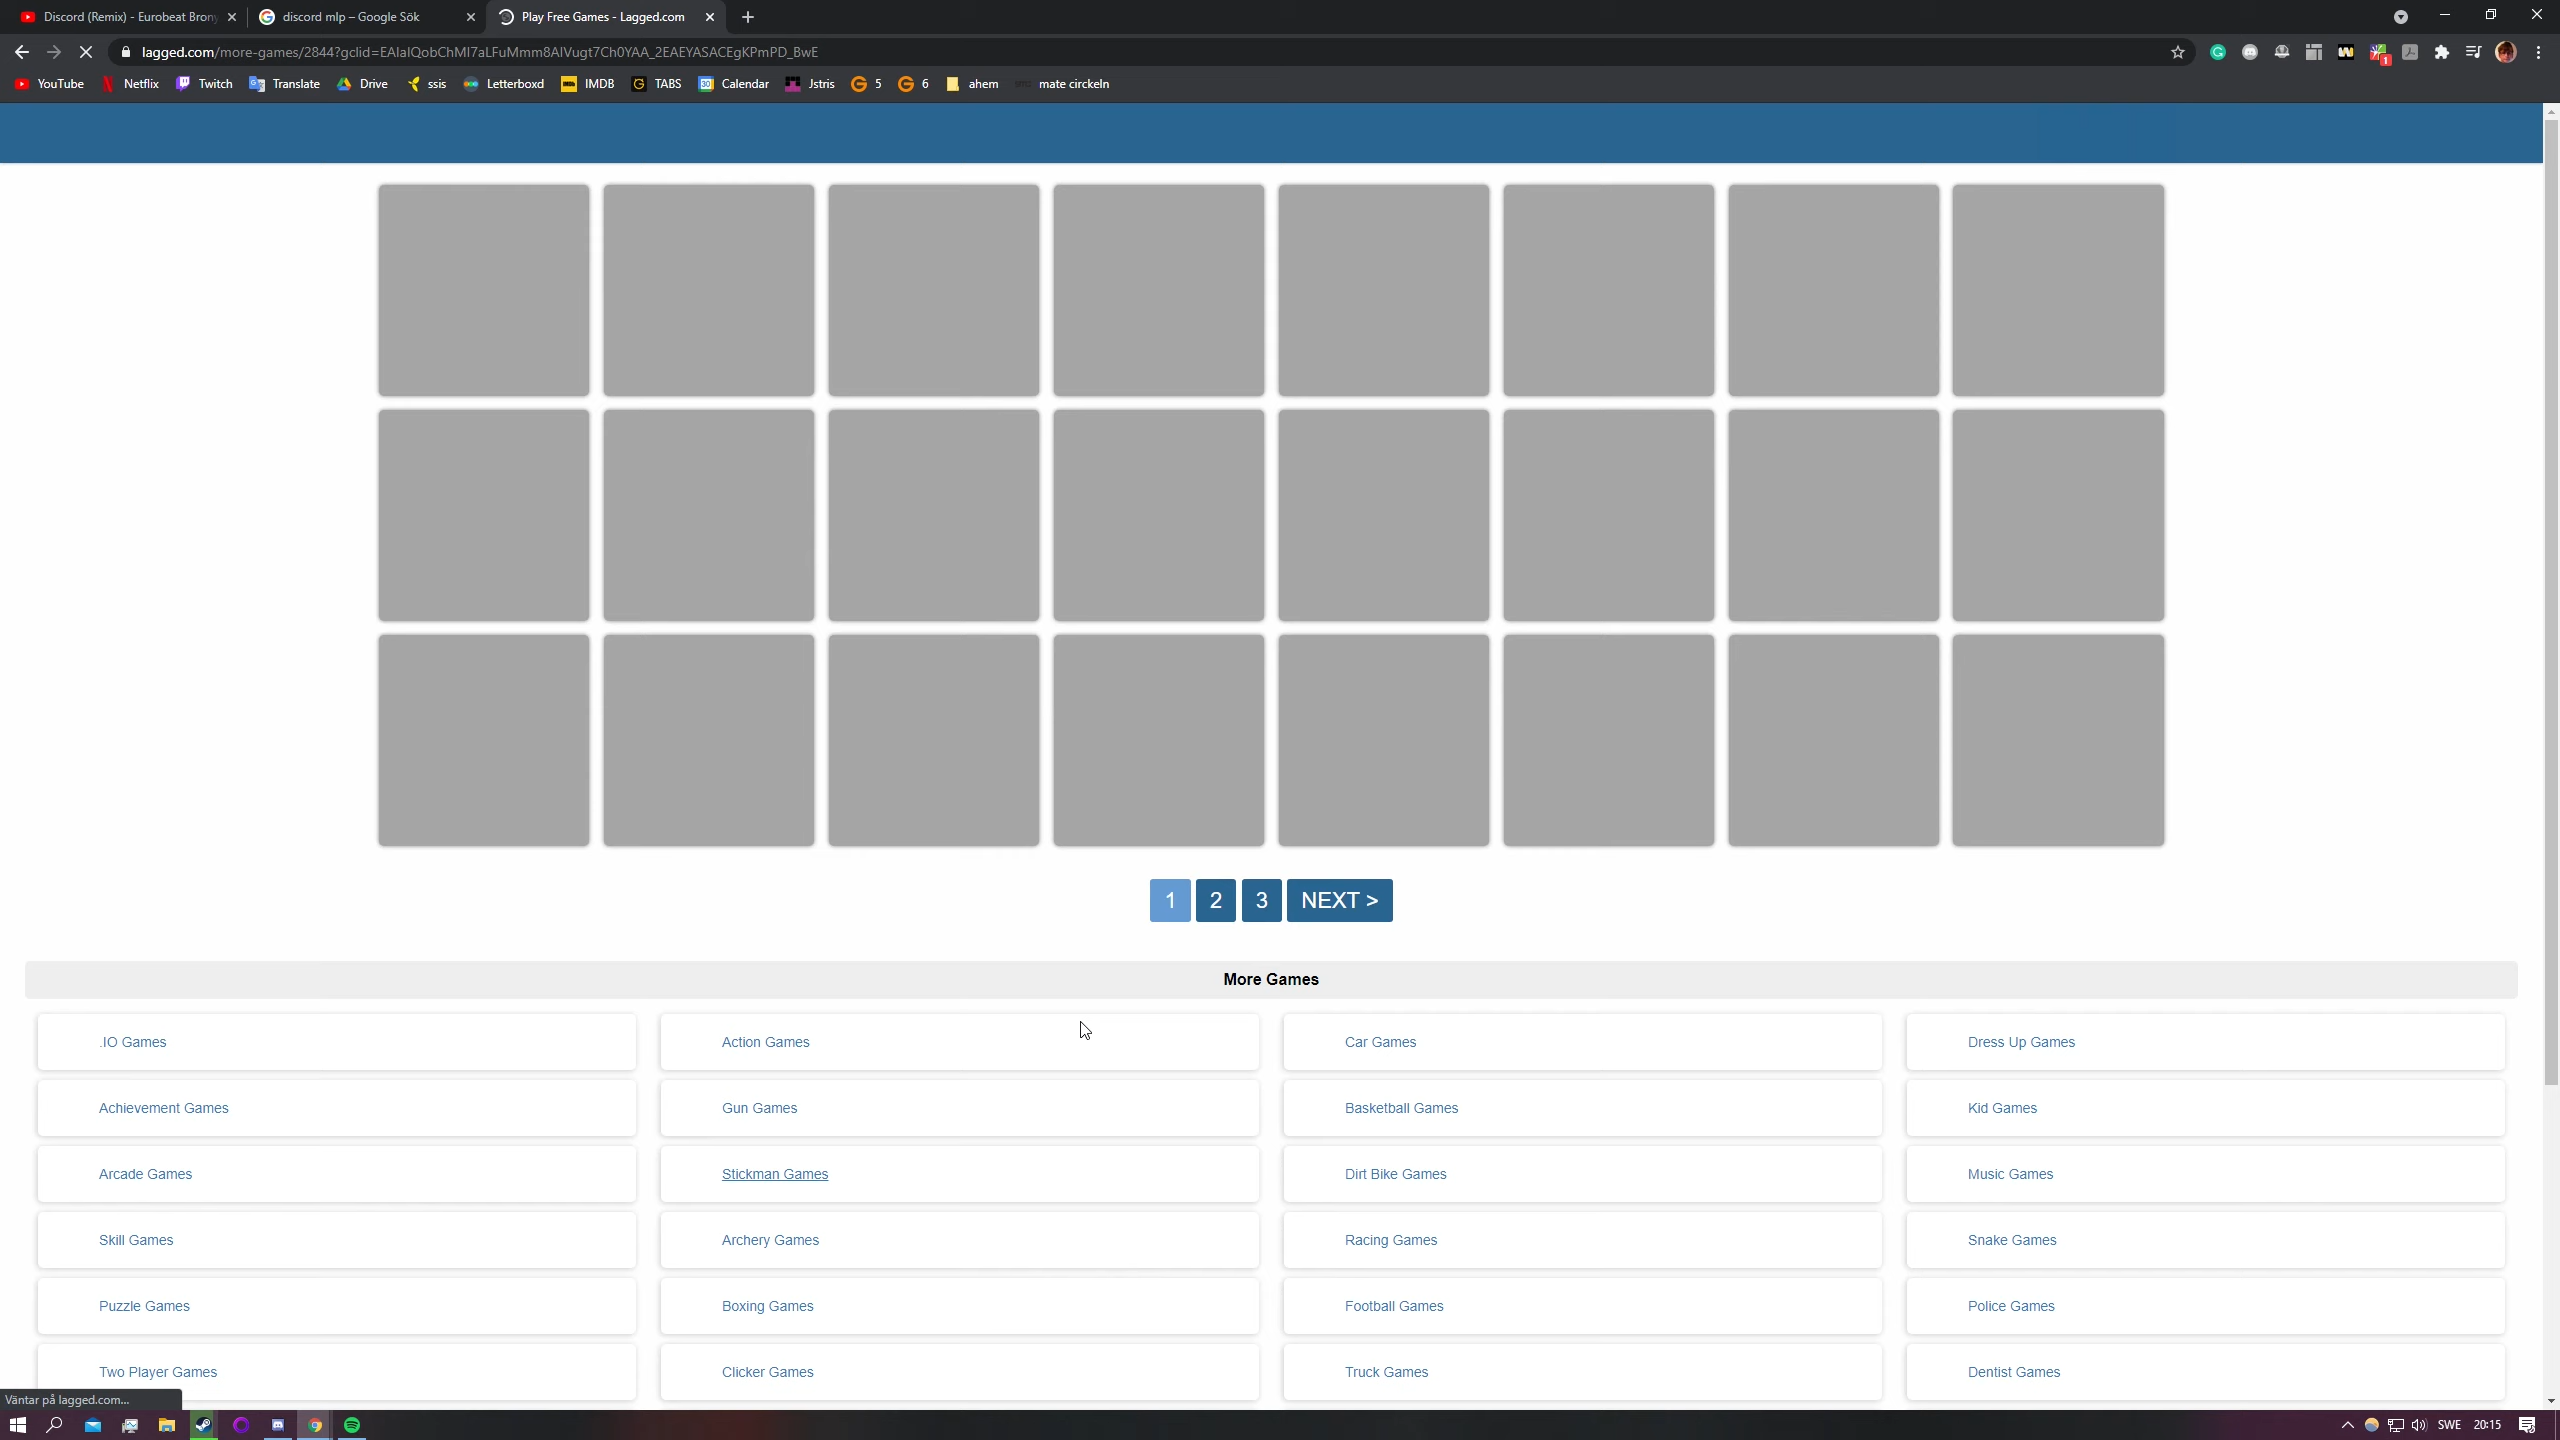 Discord (Remix) - Eurobeat Brony
discord mlp – Google Sök
Play Free Games - Lagged.com
lagged.com/more-games/2844?gclid=EAIaIQobChMI7aLFuMmm8AIVugt7Ch0YAA_2EAEYASACEgKPmPD_BwE
1
YouTube Netflix Twitch Translate Drive ssis Letterboxd IMDB TABS Calendar Jstris 5 6 ahem mate circkeln
1 2 3 NEXT >
More Games
.IO Games Action Games Car Games Dress Up Games
Achievement Games Gun Games Basketball Games Kid Games
Arcade Games Stickman Games Dirt Bike Games Music Games
Skill Games Archery Games Racing Games Snake Games
Puzzle Games Boxing Games Football Games Police Games
Two Player Games Clicker Games Truck Games Dentist Games
Väntar på lagged.com...
SWE 20:15